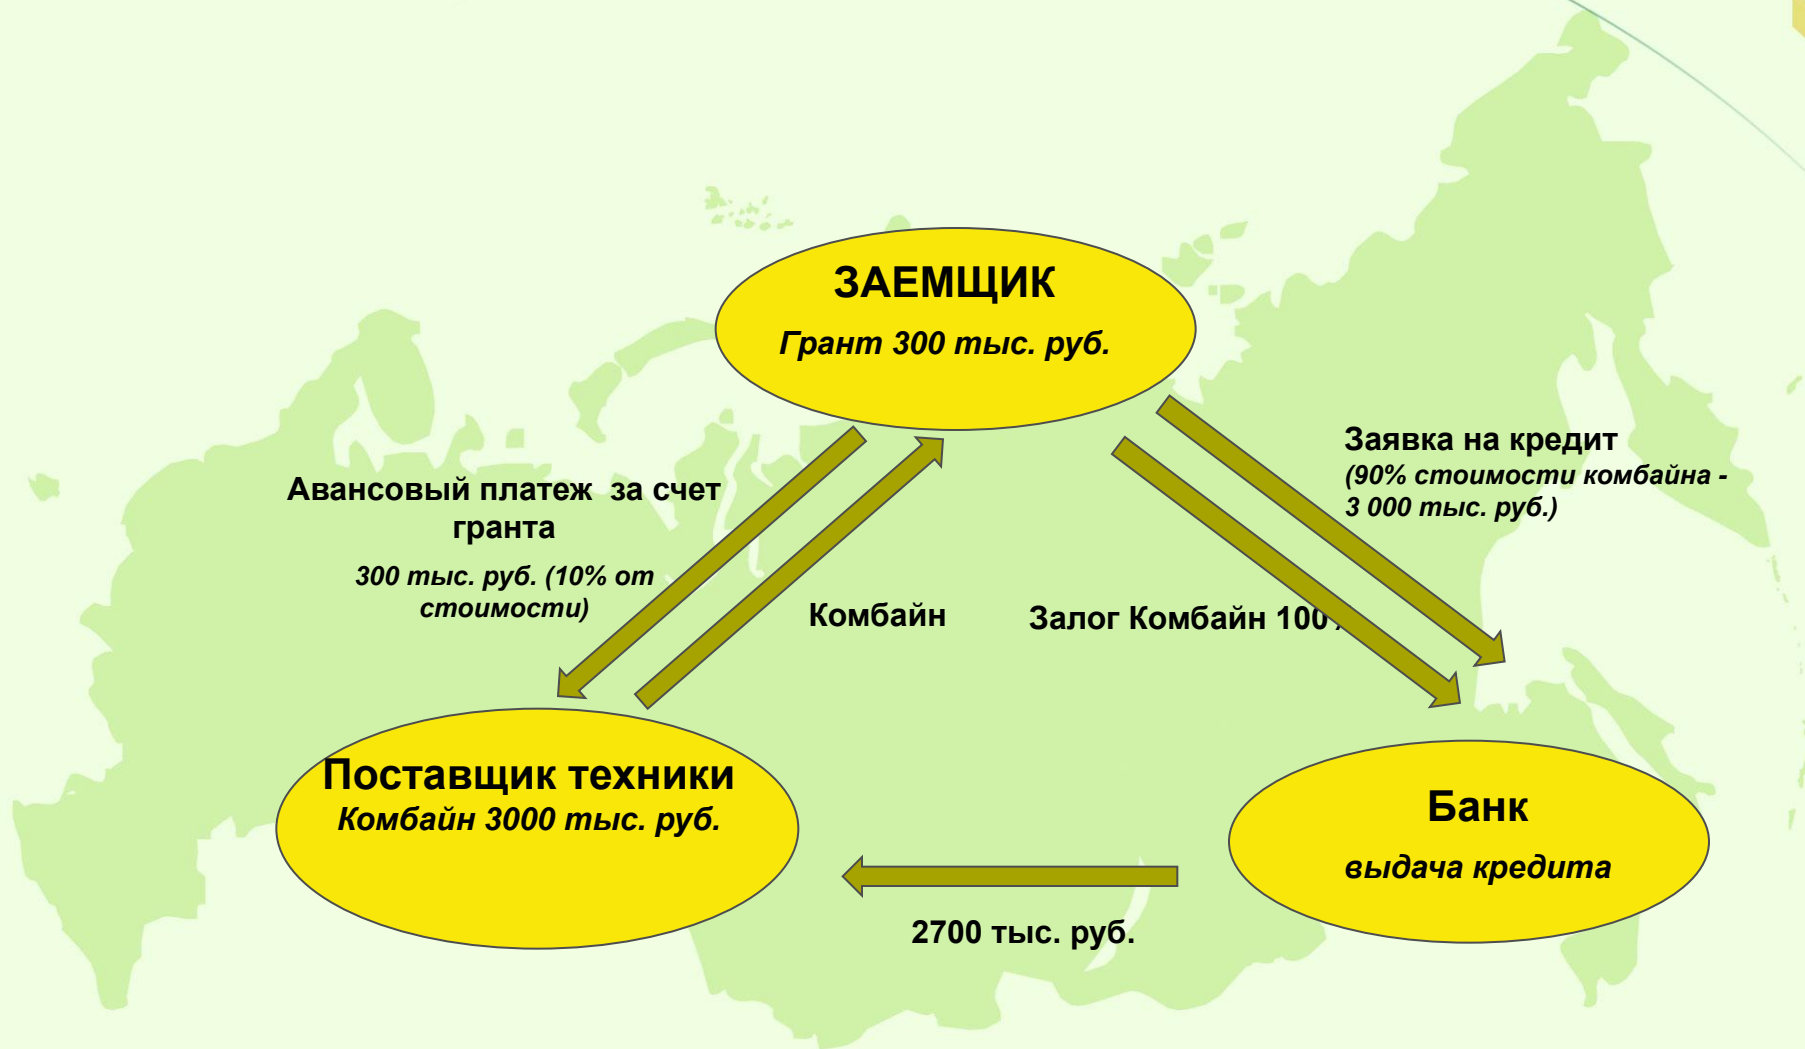 ЗАЕМЩИК
Грант 300 тыс. руб.
Заявка на кредит
(90% стоимости комбайна -
3 000 тыс. руб.)
Авансовый платеж за счет
гранта
300 тыс. руб. (10% от
стоимости)
Комбайн
Залог Комбайн 100
Поставщик техники
Комбайн 3000 тыс. руб.
Банк
выдача кредита
2700 тыс. руб.